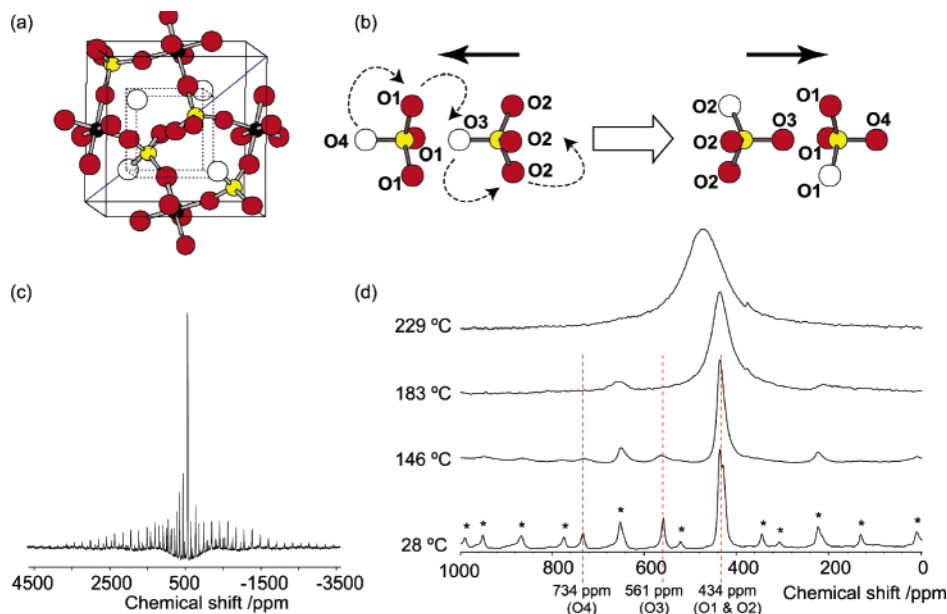 (a)
(b)
O1
O4
O1
O1
O3
O2
O2
O2
O2
O2
O2
O3
O1
O1
O4
O1
(c)
4500 2500 500 -1500 -3500
Chemical shift /ppm
(d)
229 ºC
183 ºC
146 ºC
28 ºC
* * * * * * * * * * *
1000 800 600 400 200 0
734 ppm 561 ppm 434 ppm Chemical shift /ppm
(O4) (O3) (O1 & O2)